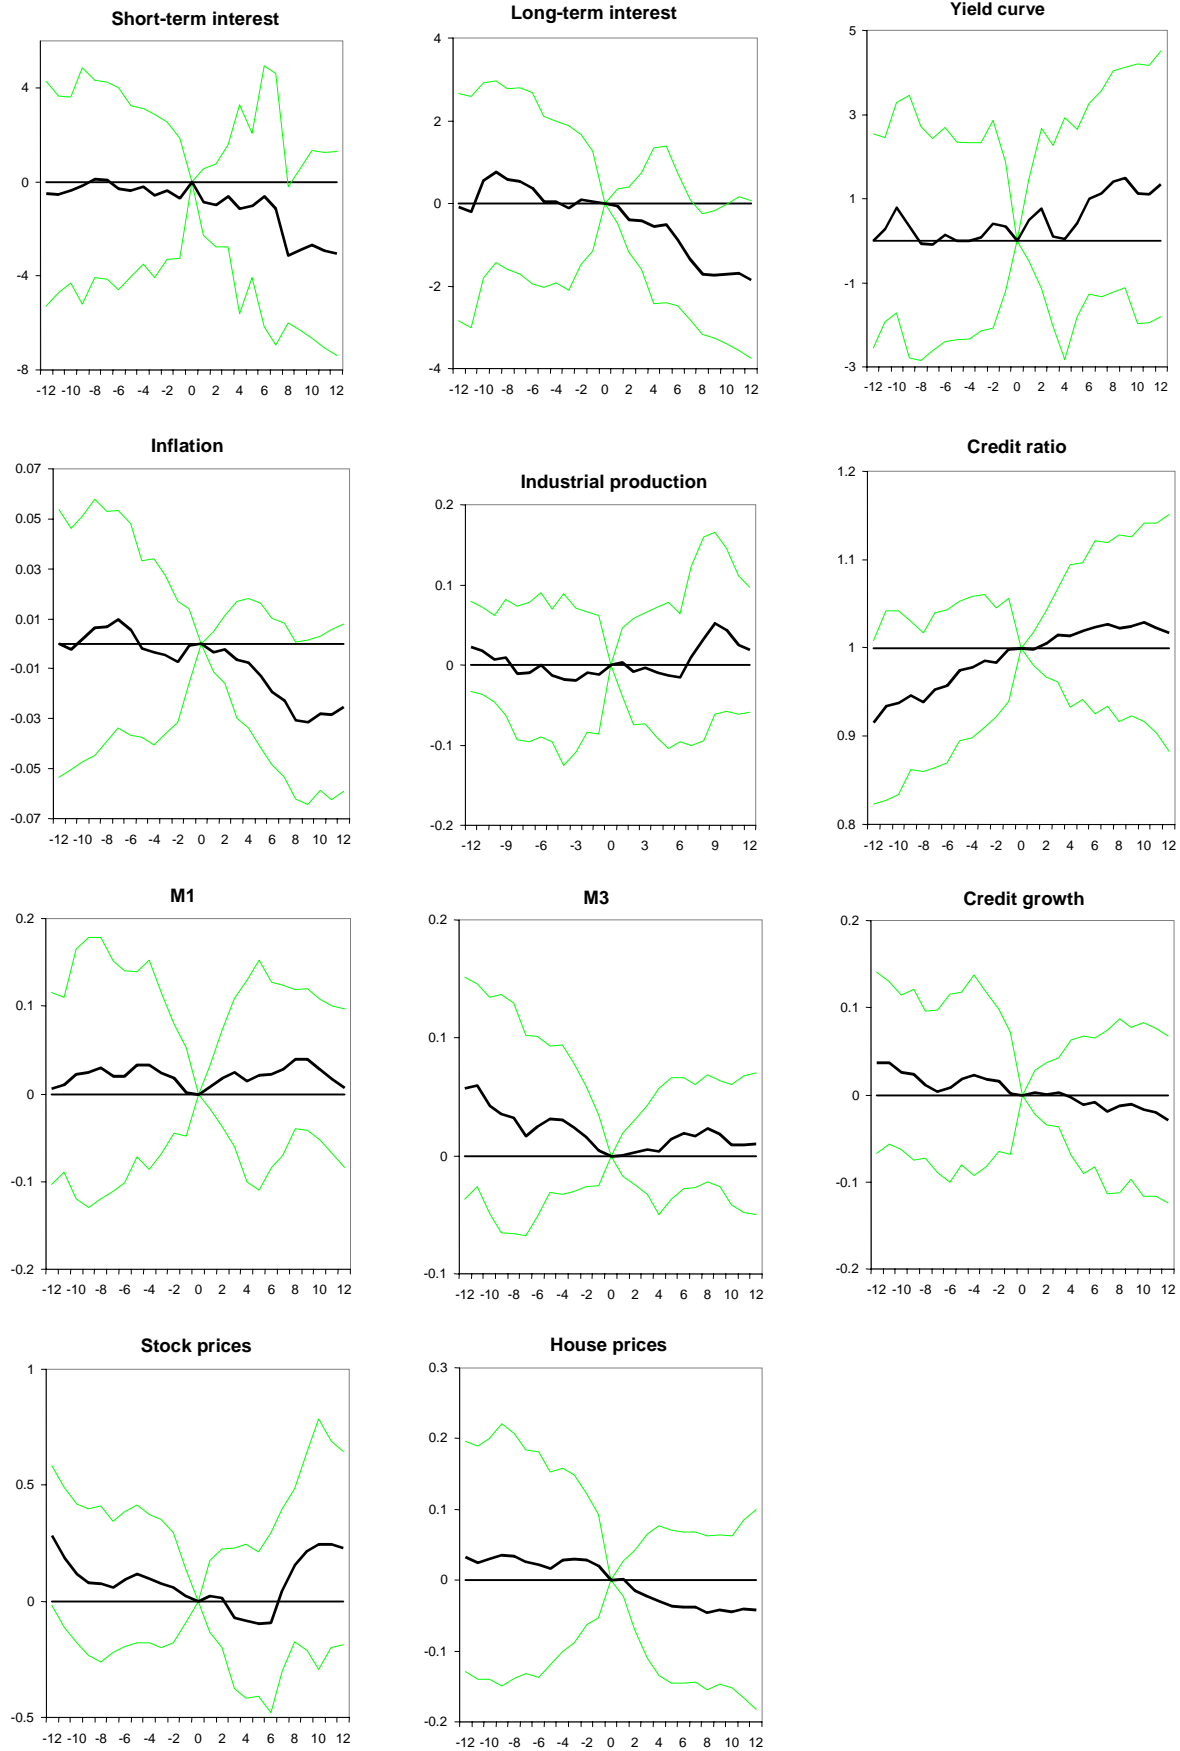 Short-term interest
4
0
-4
-8
-12 -10 -8 -6 -4 -2 0 2 4 6 8 10 12
Long-term interest
4
2
0
-2
-4
-12 -10 -8 -6 -4 -2 0 2 4 6 8 10 12
Yield curve
5
3
1
-1
-3
-12 -10 -8 -6 -4 -2 0 2 4 6 8 10 12
Inflation
0.07
0.05
0.03
0.01
-0.01
-0.03
-0.05
-0.07
-12 -10 -8 -6 -4 -2 0 2 4 6 8 10 12
Industrial production
0.2
0.1
0
-0.1
-0.2
-12 -9 -6 -3 0 3 6 9 12
Credit ratio
1.2
1.1
1
0.9
0.8
-12 -10 -8 -6 -4 -2 0 2 4 6 8 10 12
M1
0.2
0.1
0
-0.1
-0.2
-12 -10 -8 -6 -4 -2 0 2 4 6 8 10 12
M3
0.2
0.1
0
-0.1
-12 -10 -8 -6 -4 -2 0 2 4 6 8 10 12
Credit growth
0.2
0.1
0
-0.1
-0.2
-12 -10 -8 -6 -4 -2 0 2 4 6 8 10 12
Stock prices
1
0.5
0
-0.5
-12 -10 -8 -6 -4 -2 0 2 4 6 8 10 12
House prices
0.3
0.2
0.1
0
-0.1
-0.2
-12 -10 -8 -6 -4 -2 0 2 4 6 8 10 12